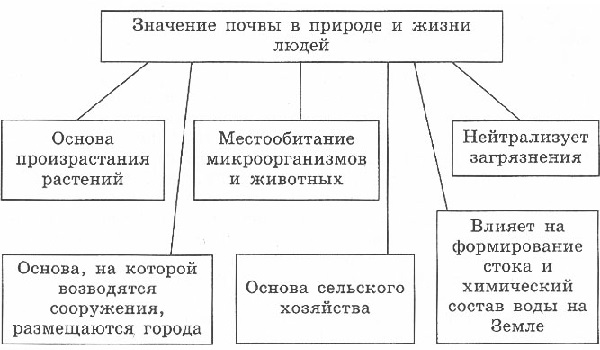 Значение почвы в природе и жизни
людей
Основа
произрастания
растений
Местообитание
микроорганизмов
и животных
Нейтрализует
загрязнения
Основа, на которой
возводятся
сооружения,
размещаются города
Основа сельского
хозяйства
Влияет на
формирование
стока и
химический
состав воды на
Земле